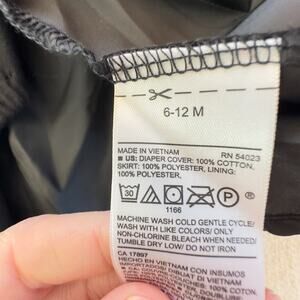 6-12 M
MADE IN VIETNAM RN 54023
■ US: DIAPER COVER: 100% COTTON,
SKIRT: 100% POLYESTER, LINING:
100% POLYESTER,
30
1166
MACHINE WASH COLD GENTLE CYCLE/
WASH WITH LIKE COLORS/ ONLY
NON-CHLORINE BLEACH WHEN NEEDED/
TUMBLE DRY LOW/ DO NOT IRON
CA 17897
HECHO EN VIETNAM CON INSUMOS
IMPORTADOS/ DIBUAT DI VIETNAM